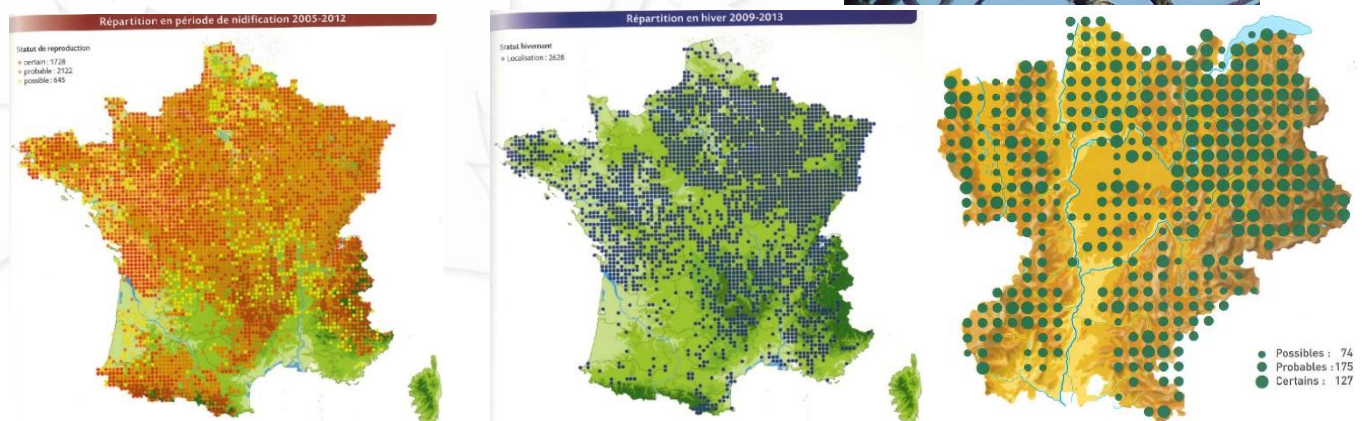 Répartition en période de nidification 2005-2012
Statut de reproduction
certain : 1728
probable : 2122
possible : 645
Répartition en hiver 2009-2013
Statut hivernant
Localisation : 2628
Possibles : 74
Probables : 175
Certains : 127